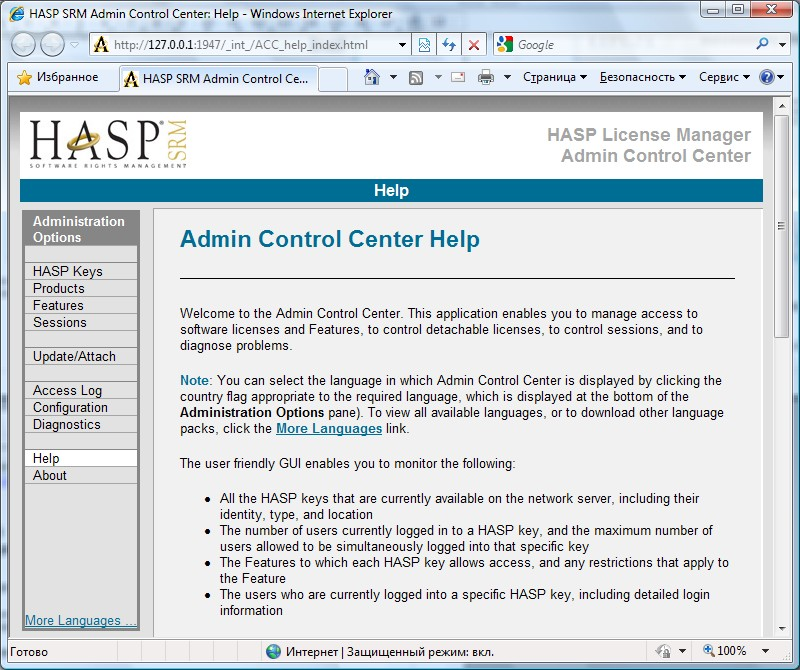 HASP SRM Admin Control Center: Help - Windows Internet Explorer
http://127.0.0.1:1947/_int_/ACC_help_index.html
Google
Избранное
HASP SRM Admin Control Ce...
Страница
Безопасность
Сервис
HASP SRM
SOFTWARE RIGHTS MANAGEMENT
HASP License Manager
Admin Control Center
Help
Administration
Options
HASP Keys
Products
Features
Sessions
Update/Attach
Access Log
Configuration
Diagnostics
Help
About
More Languages ...
Admin Control Center Help
Welcome to the Admin Control Center. This application enables you to manage access to
software licenses and Features, to control detachable licenses, to control sessions, and to
diagnose problems.
Note: You can select the language in which Admin Control Center is displayed by clicking the
country flag appropriate to the required language, which is displayed at the bottom of the
Administration Options pane). To view all available languages, or to download other language
packs, click the More Languages link.
The user friendly GUI enables you to monitor the following:
• All the HASP keys that are currently available on the network server, including their
identity, type, and location
• The number of users currently logged in to a HASP key, and the maximum number of
users allowed to be simultaneously logged into that specific key
• The Features to which each HASP key allows access, and any restrictions that apply to
the Feature
• The users who are currently logged into a specific HASP key, including detailed login
information
Готово
Интернет | Защищенный режим: вкл.
100%